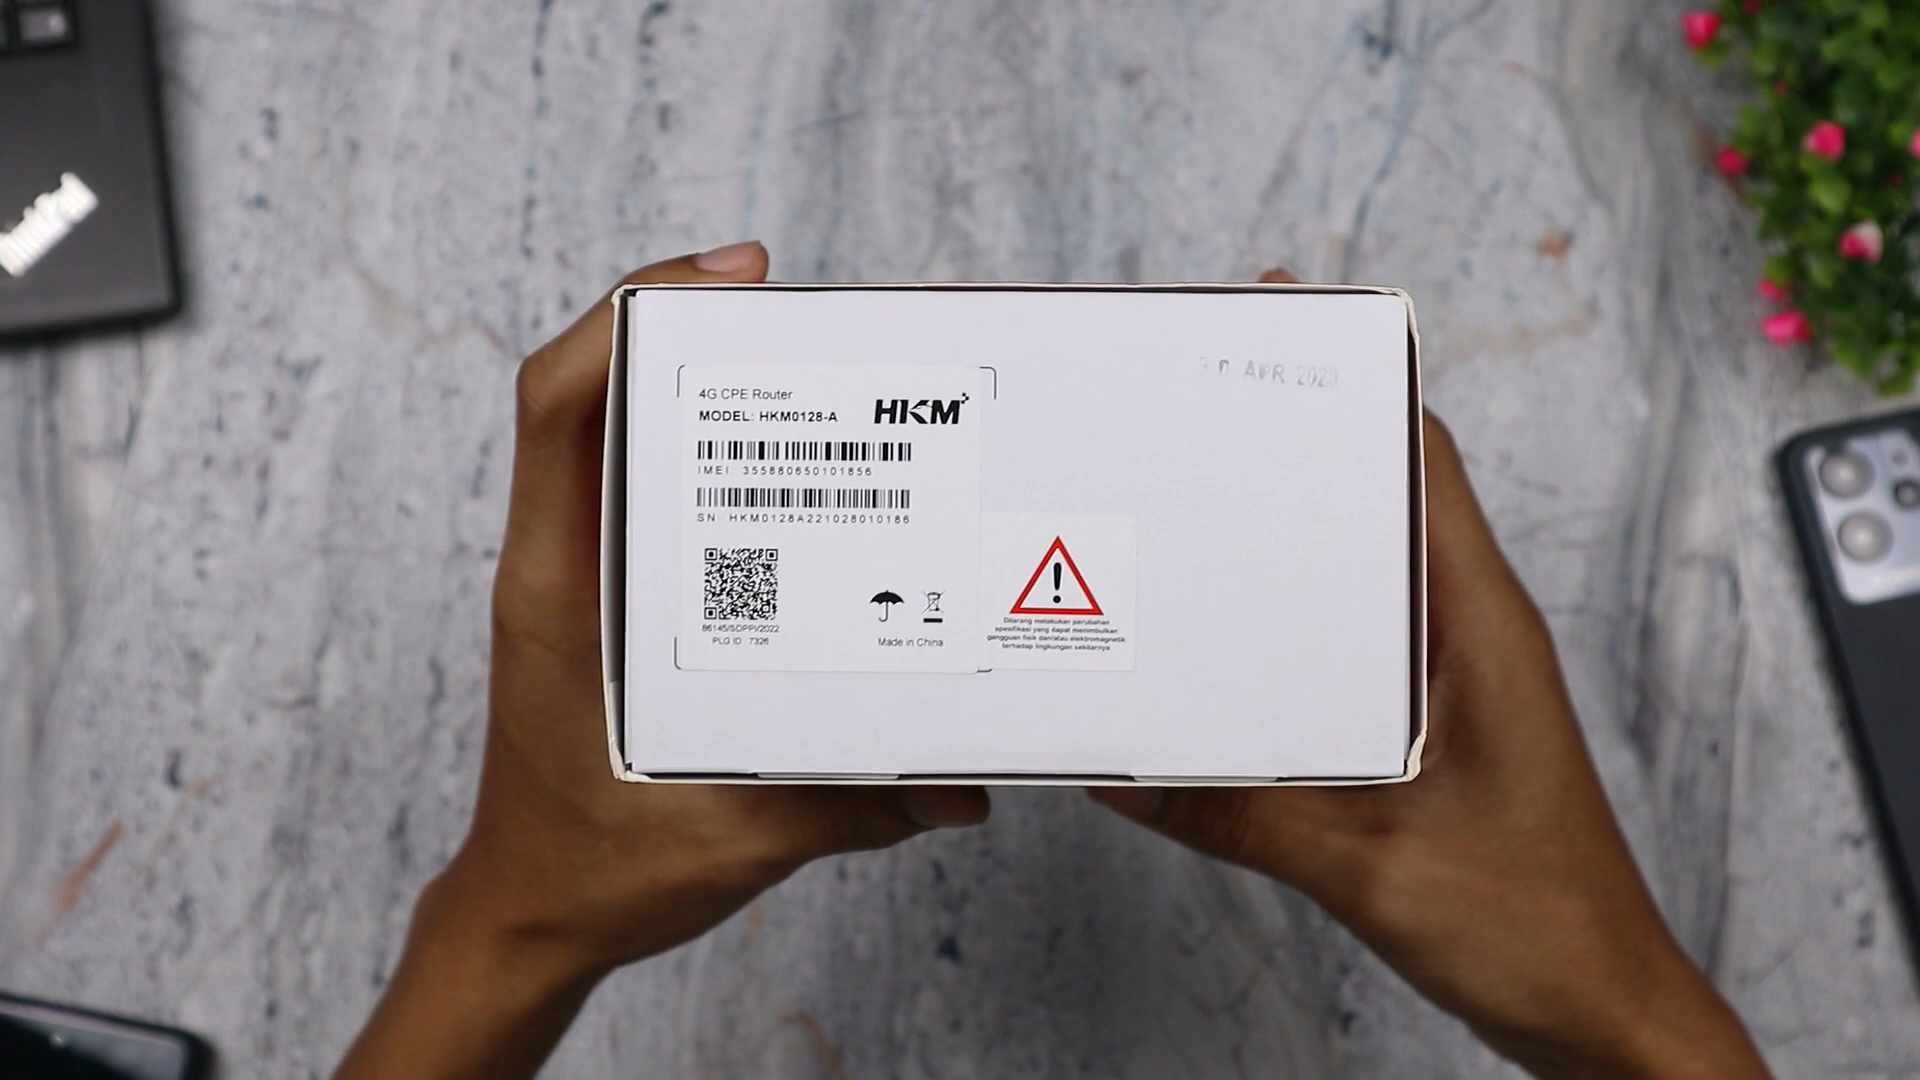 4G CPE Router
MODEL: HKM0128-A
HKM
IMEI: 355880650101856
SN: HKM0128A221028010186
86145/SDPPI/2022
PLG ID : 7326
Made in China
Dilarang melakukan perubahan
spesifikasi yang dapat menimbulkan
gangguan fisik dan/atau elektromagnetik
terhadap lingkungan sekitarnya
APR